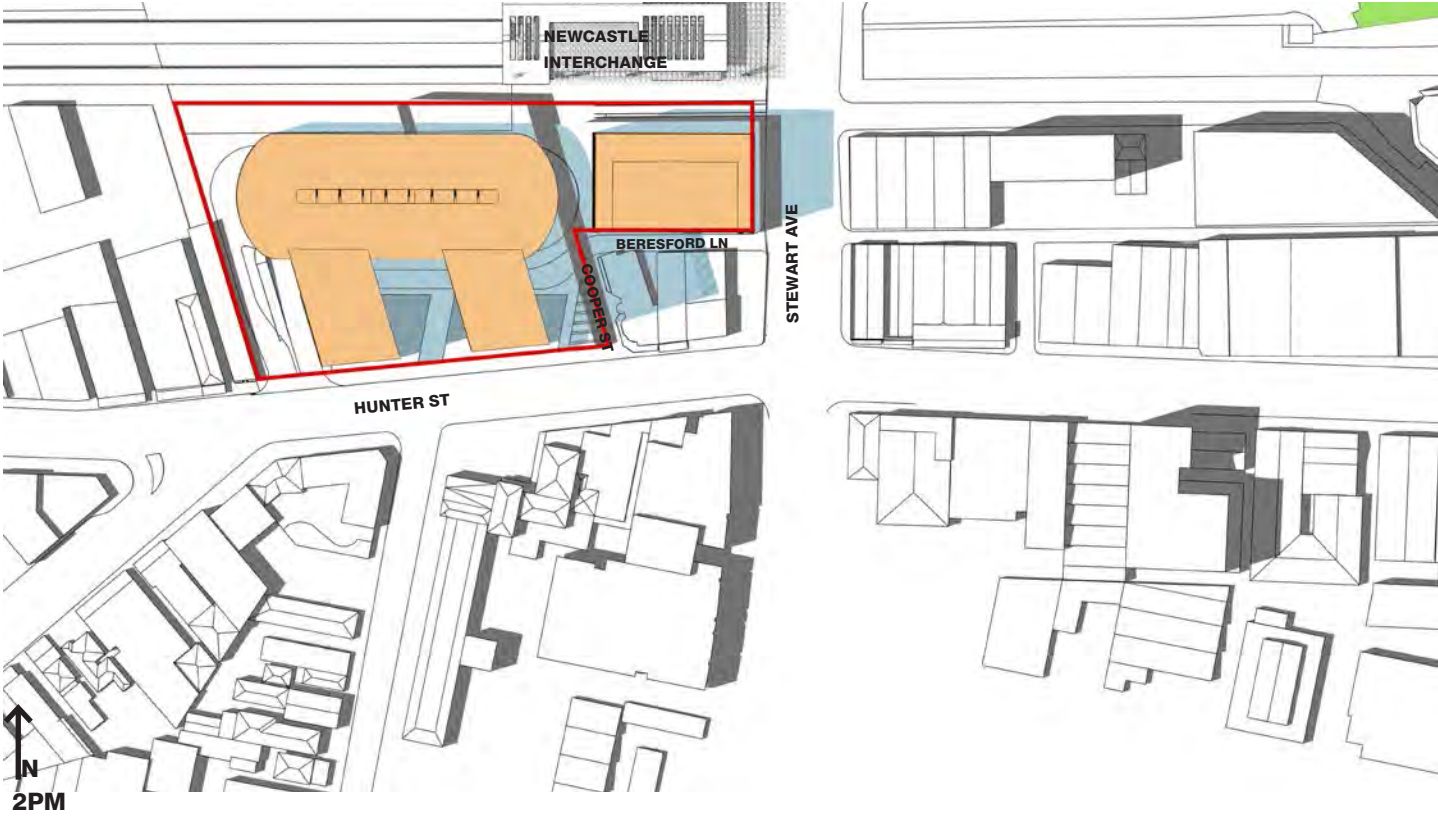 NEWCASTLE
INTERCHANGE
BERESFORD LN
STEWART AVE
COOPER ST
HUNTER ST
N
2PM